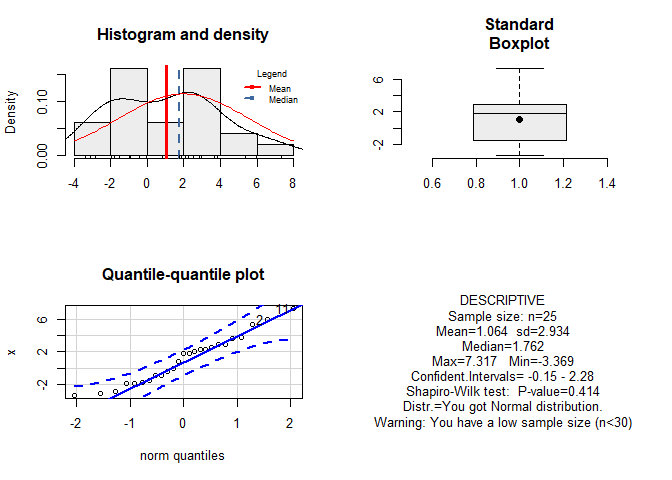 Histogram and density
Density
0.00
0.10
-4
-2
0
2
4
6
8
Legend
Mean
Median
Standard
Boxplot
-2
2
6
0.6
0.8
1.0
1.2
1.4
Quantile-quantile plot
x
-2
2
6
-2
-1
0
1
2
2
11
norm quantiles
DESCRIPTIVE
Sample size: n=25
Mean=1.064 sd=2.934
Median=1.762
Max=7.317 Min=-3.369
Confident.Intervals= -0.15 - 2.28
Shapiro-Wilk test: P-value=0.414
Distr.=You got Normal distribution.
Warning: You have a low sample size (n<30)